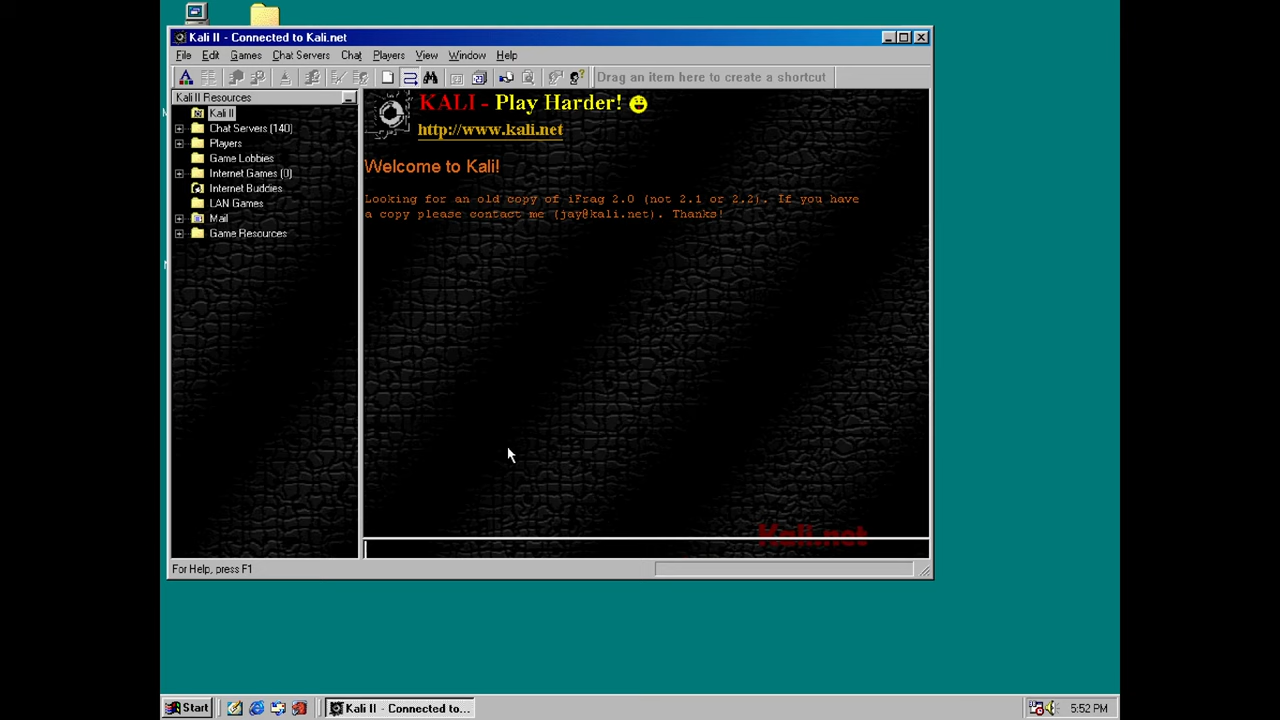 Kali II - Connected to Kali.net
File Edit Games Chat Servers Chat Players View Window Help
Drag an item here to create a shortcut
Kali II Resources
Kali II
Chat Servers (140)
Players
Game Lobbies
Internet Games (0)
Internet Buddies
LAN Games
Mail
Game Resources
KALI - Play Harder!
http://www.kali.net
Welcome to Kali!
Looking for an old copy of iFrag 2.0 (not 2.1 or 2.2). If you have
a copy please contact me (jay@kali.net). Thanks!
Kali.net
For Help, press F1
Start Kali II - Connected to... 5:52 PM